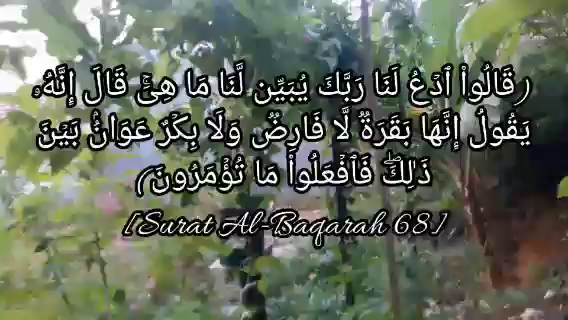 (قَالُوا۟ ٱدۡعُ لَنَا رَبَّكَ يُبَيِّن لَّنَا مَا هِیَۚ قَالَ إِنَّهُۥ
یَقُولُ إِنَّهَا بَقَرَةࣱ لَّا فَارِضࣱ وَلَا بِكۡرٌ عَوَانُۢ بَیۡنَ
ذَ ٰ⁠لِكَۖ فَٱفۡعَلُوا۟ مَا تُؤۡمَرُونَ)
[Surat Al-Baqarah 68]